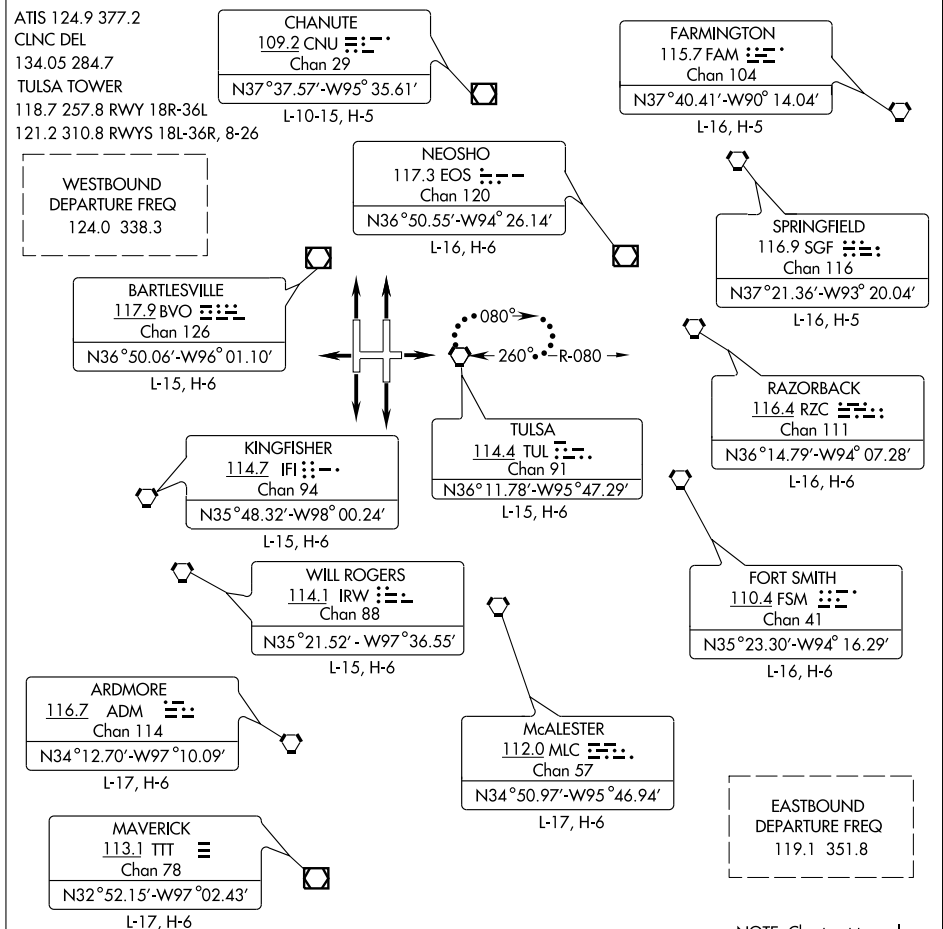 ATIS 124.9 377.2
CLNC DEL
134.05 284.7
TULSA TOWER
118.7 257.8 RWY 18R-36L
121.2 310.8 RWYS 18L-36R, 8-26
WESTBOUND
DEPARTURE FREQ
124.0 338.3
CHANUTE
109.2 CNU
Chan 29
N37°37.57'-W95°35.61'
L-10-15, H-5
FARMINGTON
115.7 FAM
Chan 104
N37°40.41'-W90°14.04'
L-16, H-5
NEOSHO
117.3 EOS
Chan 120
N36°50.55'-W94°26.14'
L-16, H-6
SPRINGFIELD
116.9 SGF
Chan 116
N37°21.36'-W93°20.04'
L-16, H-5
BARTLESVILLE
117.9 BVO
Chan 126
N36°50.06'-W96°01.10'
L-15, H-6
080°
260°
R-080
RAZORBACK
116.4 RZC
Chan 111
N36°14.79'-W94°07.28'
L-16, H-6
TULSA
114.4 TUL
Chan 91
N36°11.78'-W95°47.29'
L-15, H-6
KINGFISHER
114.7 IFI
Chan 94
N35°48.32'-W98°00.24'
L-15, H-6
WILL ROGERS
114.1 IRW
Chan 88
N35°21.52' - W97°36.55'
L-15, H-6
FORT SMITH
110.4 FSM
Chan 41
N35°23.30'-W94°16.29'
L-16, H-6
ARDMORE
116.7 ADM
Chan 114
N34°12.70'-W97°10.09'
L-17, H-6
McALESTER
112.0 MLC
Chan 57
N34°50.97'-W95°46.94'
L-17, H-6
EASTBOUND
DEPARTURE FREQ
119.1 351.8
MAVERICK
113.1 TTT
Chan 78
N32°52.15'-W97°02.43'
L-17, H-6